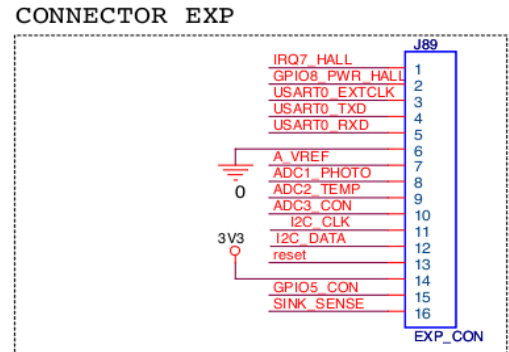 CONNECTOR EXP
J89
IRQ7_HALL 1
GPIO8_PWR_HALL 2
USART0_EXTCLK 3
USART0_TXD 4
USART0_RXD 5
6
A_VREF 7
ADC1_PHOTO 8
0
ADC2_TEMP 9
ADC3_CON 10
I2C_CLK 11
3V3
I2C_DATA 12
reset 13
14
GPIO5_CON 15
SINK_SENSE 16
EXP_CON